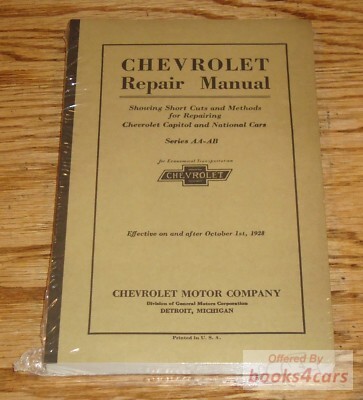 CHEVROLET
Repair Manual
Showing Short Cuts and Methods
for Repairing
Chevrolet Capitol and National Cars
Series AA-AB
for Economical Transportation
CHEVROLET
Effective on and after October 1st, 1928
CHEVROLET MOTOR COMPANY
Division of General Motors Corporation
DETROIT, MICHIGAN
Printed in U. S. A.
Offered By
books4cars